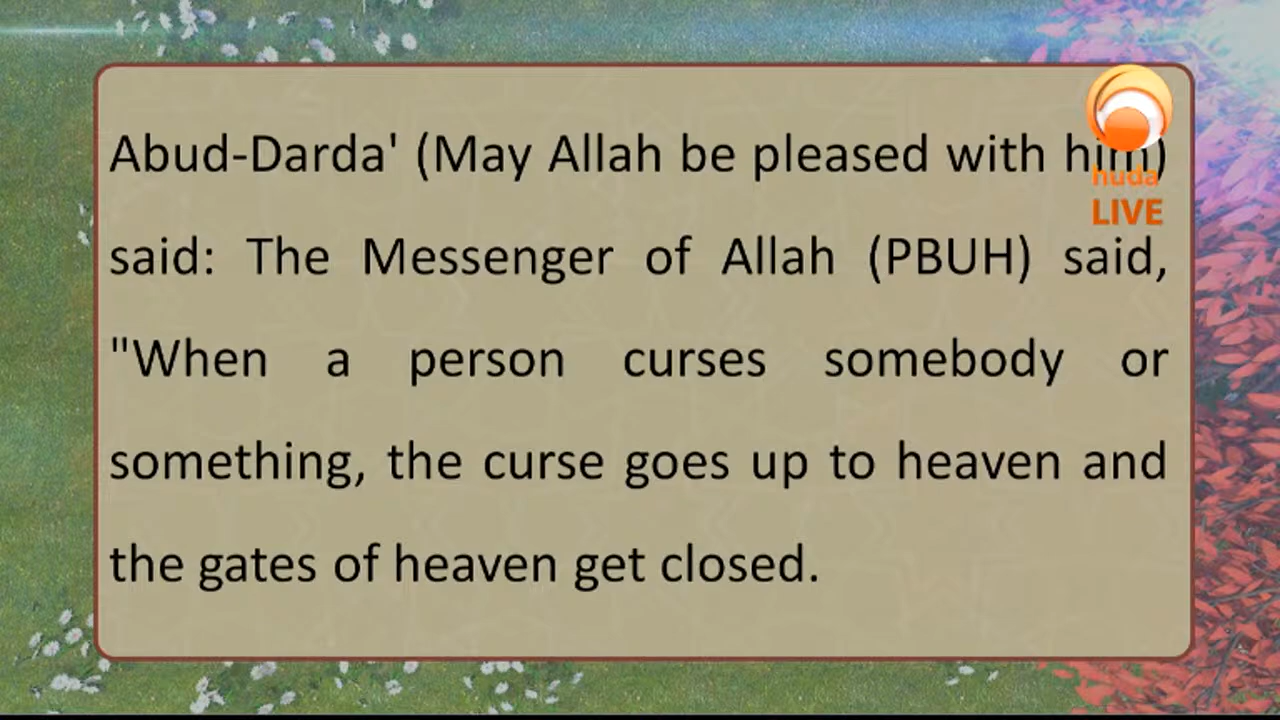 Abud-Darda' (May Allah be pleased with him)
said: The Messenger of Allah (PBUH) said,
"When a person curses somebody or
something, the curse goes up to heaven and
the gates of heaven get closed.
huda
LIVE